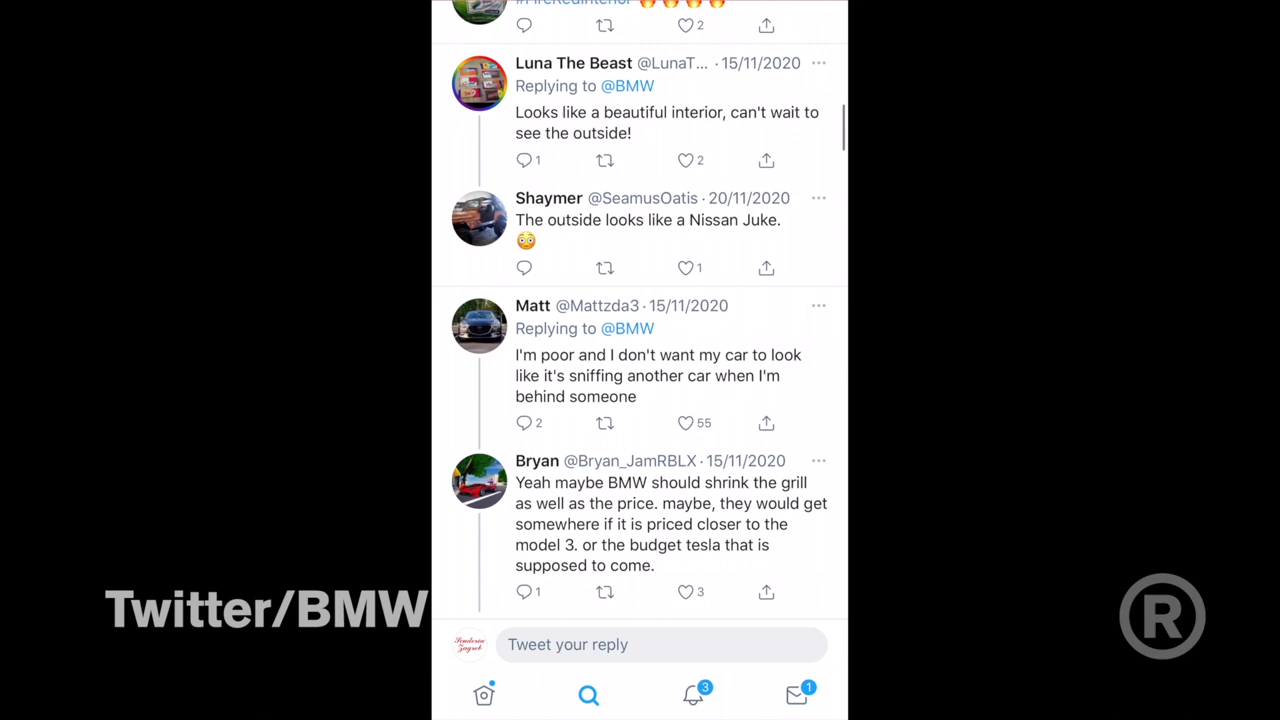 #FireRedInterior 🔥🔥🔥🔥
2
Luna The Beast @LunaT... · 15/11/2020
Replying to @BMW
Looks like a beautiful interior, can't wait to
see the outside!
1 2
Shaymer @SeamusOatis · 20/11/2020
The outside looks like a Nissan Juke.
😳
1
Matt @Mattzda3 · 15/11/2020
Replying to @BMW
I'm poor and I don't want my car to look
like it's sniffing another car when I'm
behind someone
2 55
Bryan @Bryan_JamRBLX · 15/11/2020
Yeah maybe BMW should shrink the grill
as well as the price. maybe, they would get
somewhere if it is priced closer to the
model 3. or the budget tesla that is
supposed to come.
1 3
Twitter/BMW
®
Senderia
Zagreb
Tweet your reply
3 1